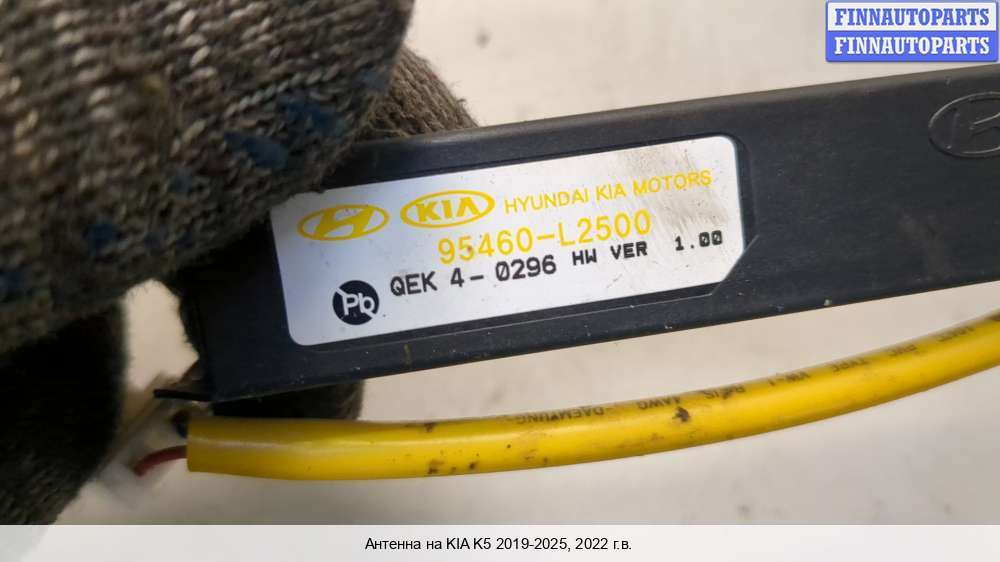 FINNAUTOPARTS
FINNAUTOPARTS
KIA HYUNDAI KIA MOTORS
95460-L2500
Pb QEK 4-0296 HW VER 1.00
DAEMYUNG
Антенна на KIA K5 2019-2025, 2022 г.в.